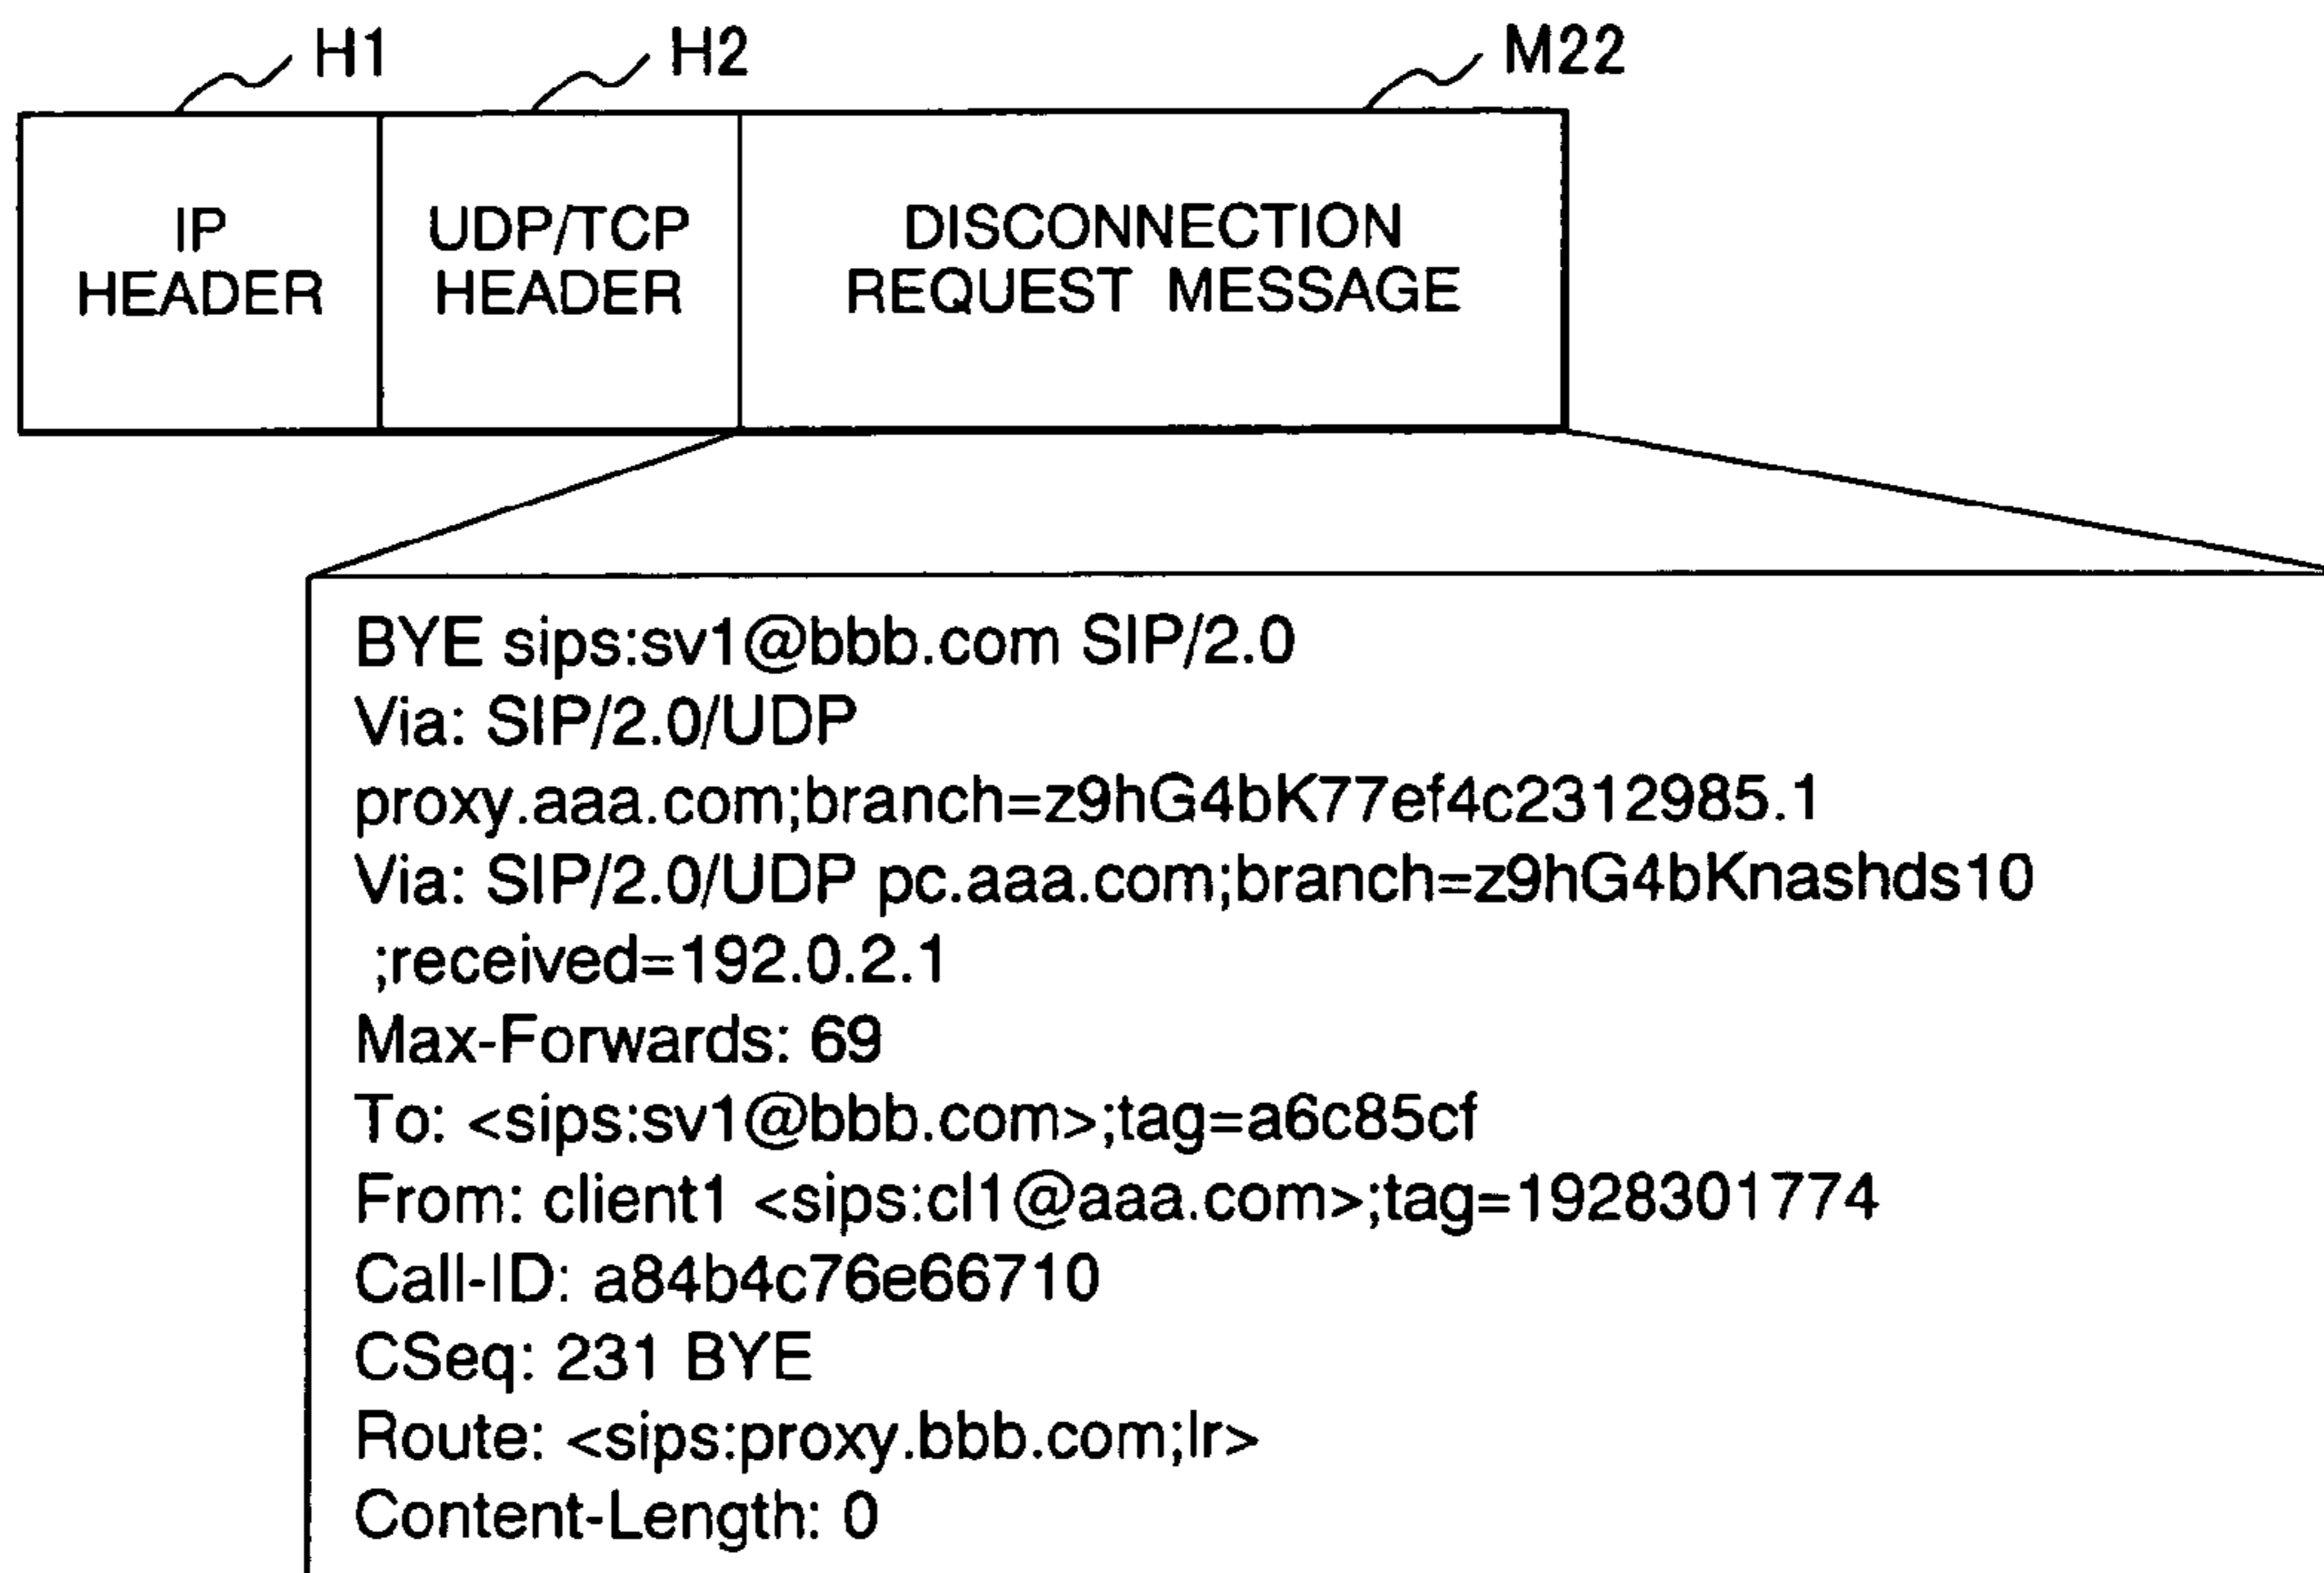 H1
H2
M22
IP
HEADER
UDP/TCP
HEADER
DISCONNECTION
REQUEST MESSAGE
BYE sips:sv1@bbb.com SIP/2.0
Via: SIP/2.0/UDP
proxy.aaa.com;branch=z9hG4bK77ef4c2312985.1
Via: SIP/2.0/UDP pc.aaa.com;branch=z9hG4bKnashds10
;received=192.0.2.1
Max-Forwards: 69
To: <sips:sv1@bbb.com>;tag=a6c85cf
From: client1 <sips:cl1@aaa.com>;tag=1928301774
Call-ID: a84b4c76e66710
CSeq: 231 BYE
Route: <sips:proxy.bbb.com;lr>
Content-Length: 0